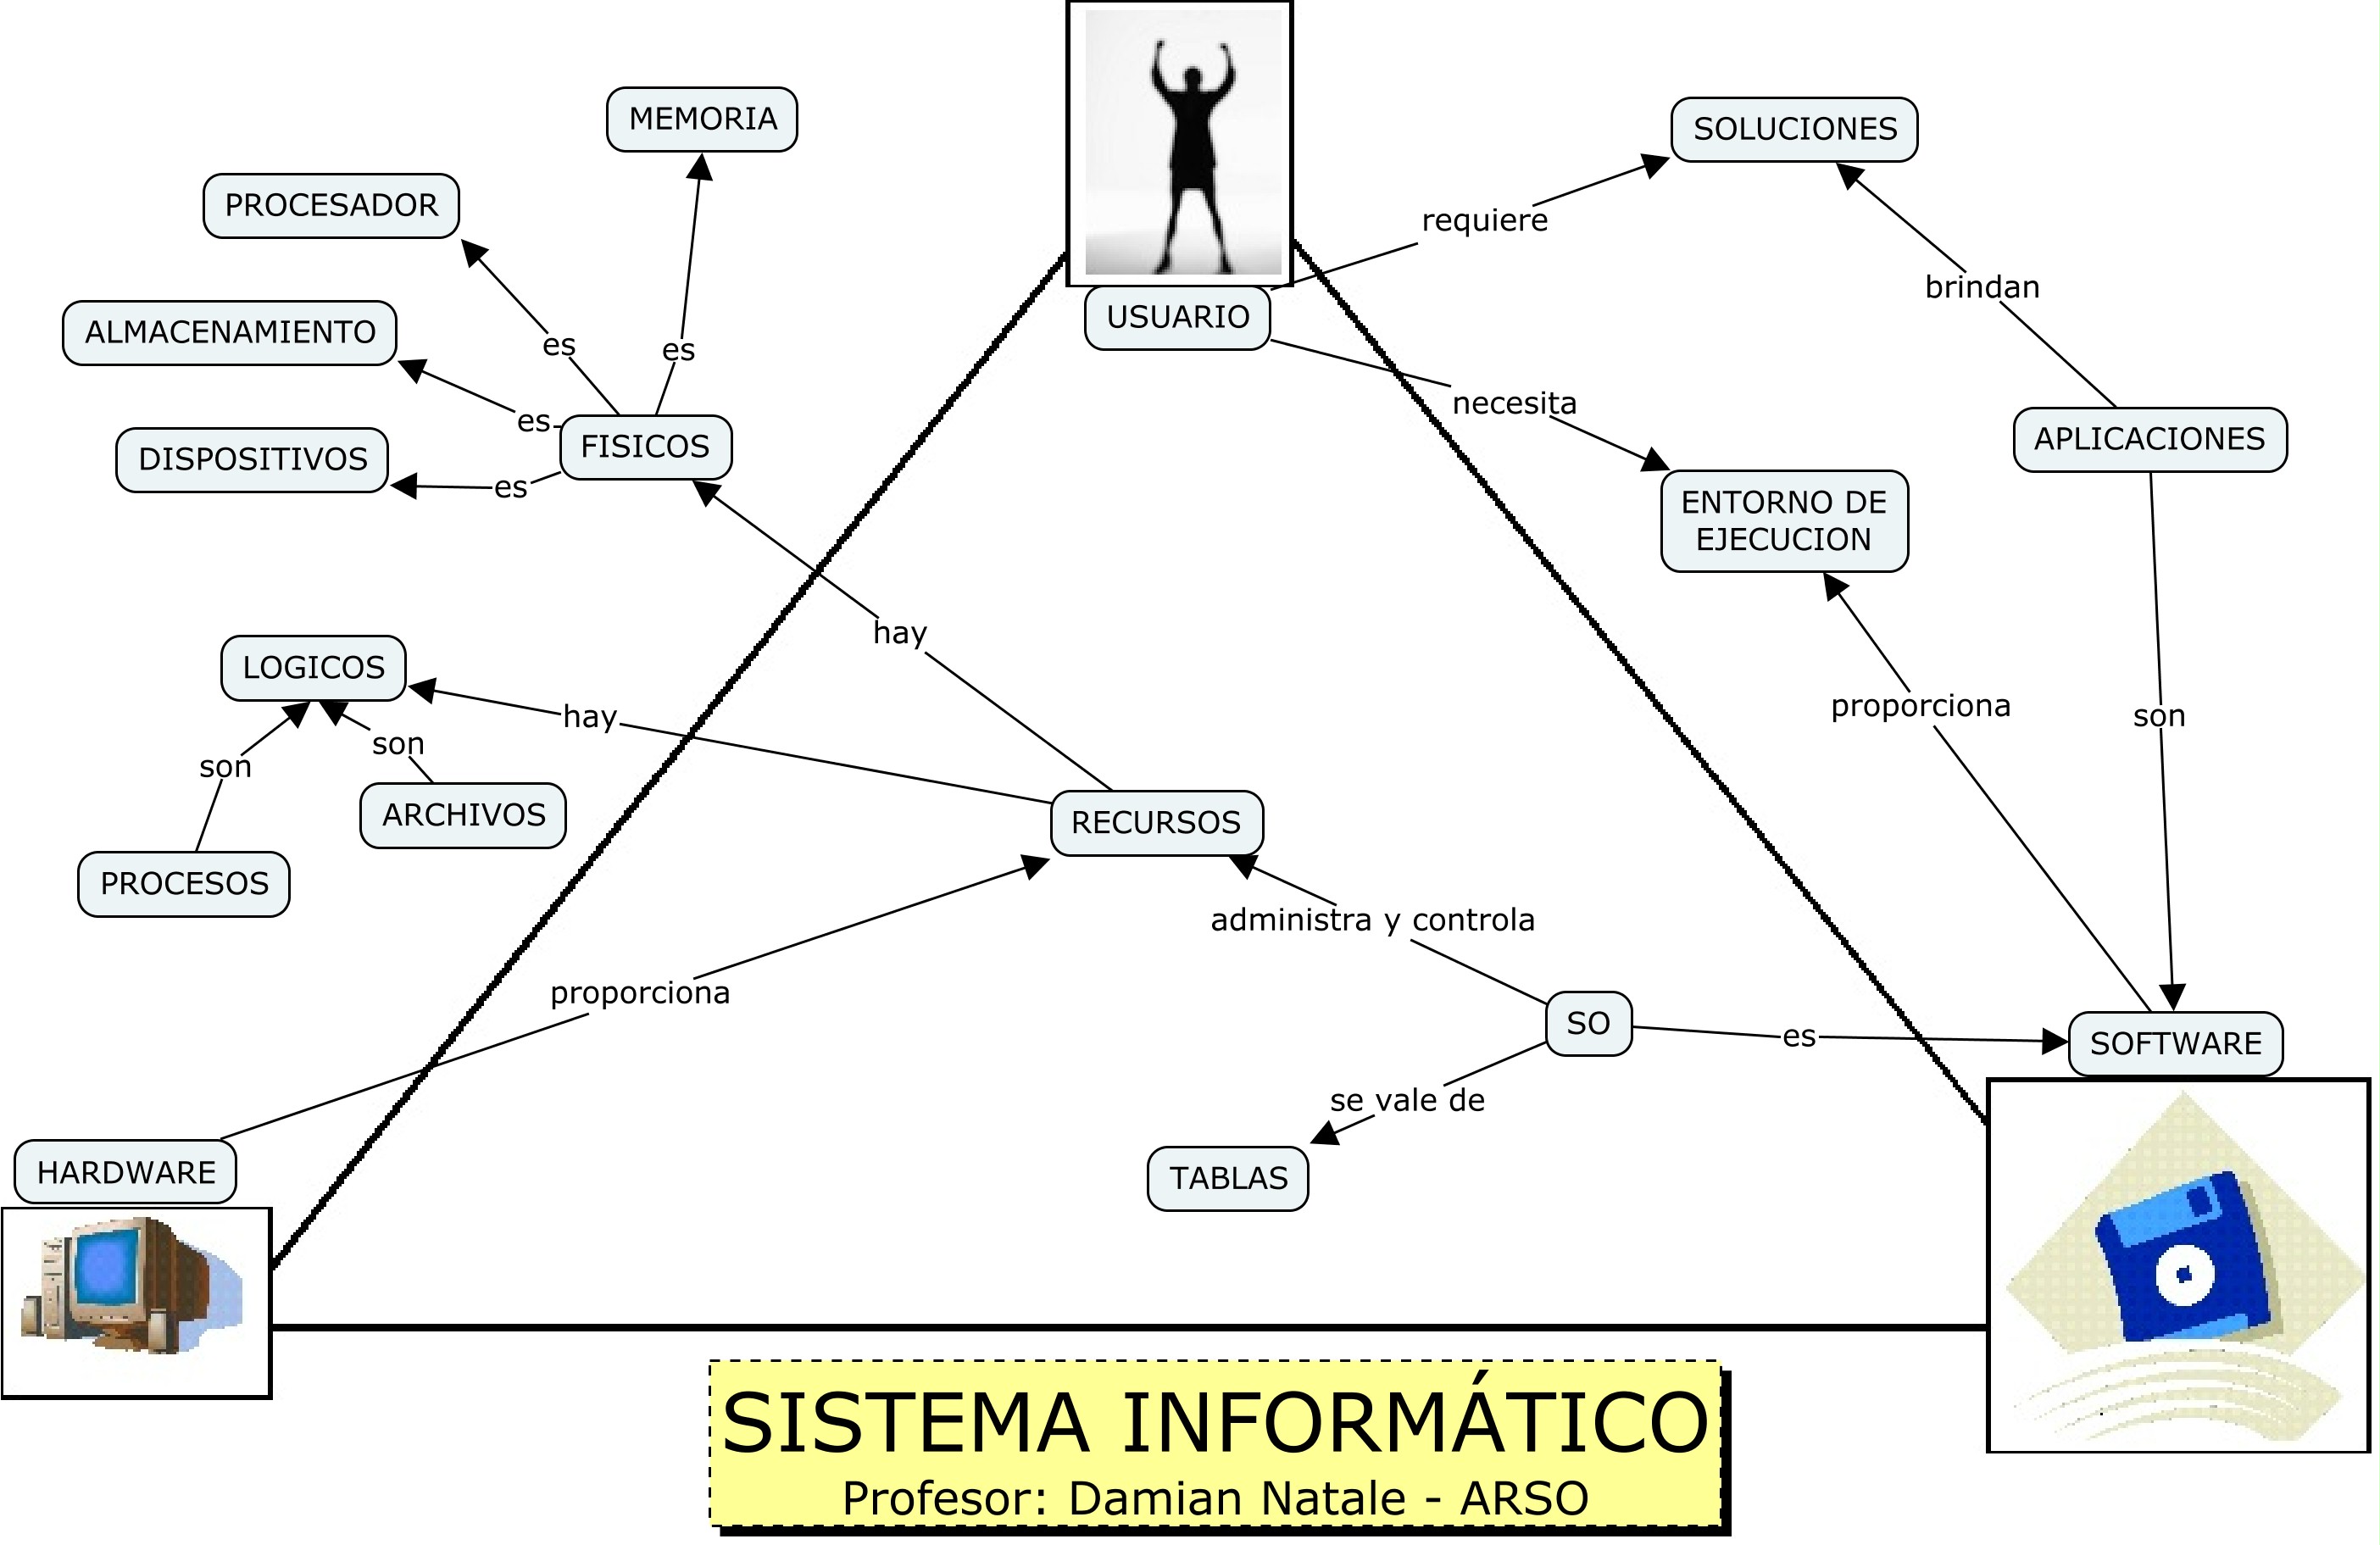 MEMORIA
SOLUCIONES
PROCESADOR
requiere
brindan
USUARIO
ALMACENAMIENTO
es
es
necesita
es
FISICOS
APLICACIONES
DISPOSITIVOS
es
ENTORNO DE
EJECUCION
hay
LOGICOS
hay
proporciona
son
son
son
ARCHIVOS
RECURSOS
PROCESOS
administra y controla
proporciona
SO
es
SOFTWARE
se vale de
HARDWARE
TABLAS
SISTEMA INFORMÁTICO
Profesor: Damian Natale - ARSO